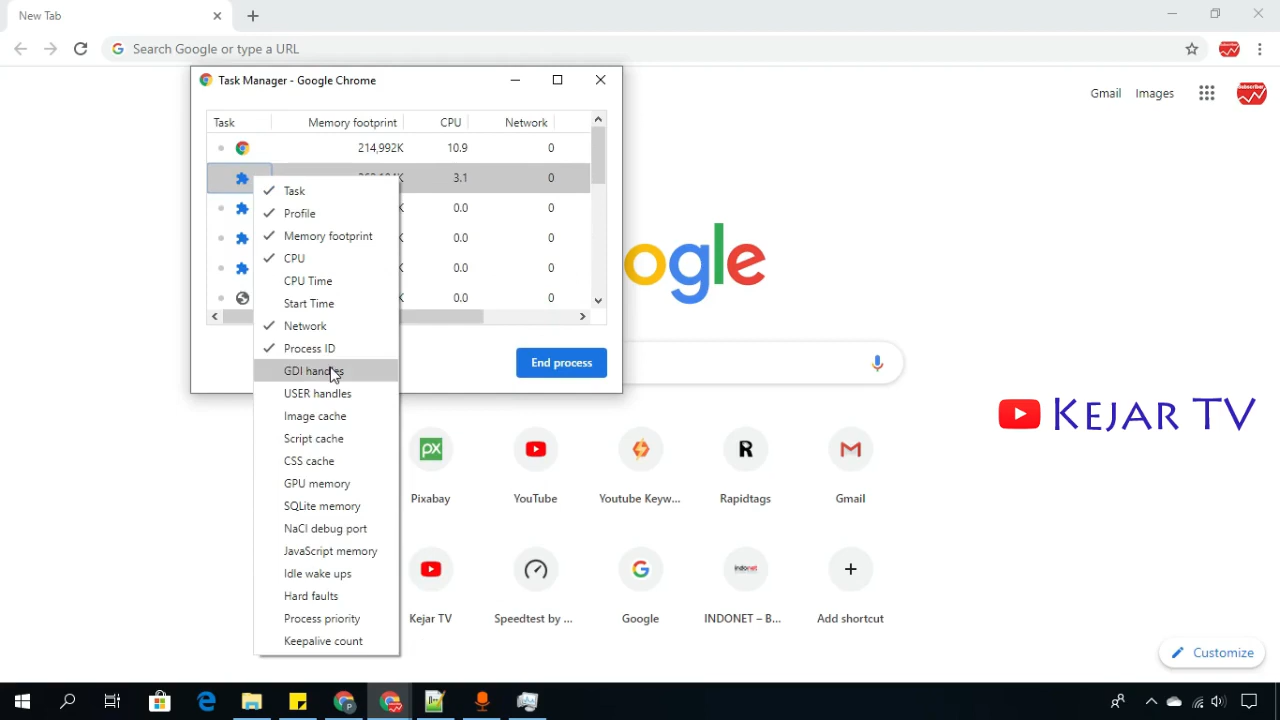 New Tab
Search Google or type a URL
Task Manager - Google Chrome
Gmail Images
Task Memory footprint CPU Network
214,992K 10.9 0
3.1 0
K 0.0 0
K 0.0 0
K 0.0 0
K 0.0 0
Task
Profile
Memory footprint
CPU
CPU Time
Start Time
Network
Process ID
GDI handles
USER handles
Image cache
Script cache
CSS cache
GPU memory
SQLite memory
NaCl debug port
JavaScript memory
Idle wake ups
Hard faults
Process priority
Keepalive count
End process
ogle
KEJAR TV
Pixabay YouTube Youtube Keyw... Rapidtags Gmail
Kejar TV Speedtest by ... Google INDONET – B... Add shortcut
Customize